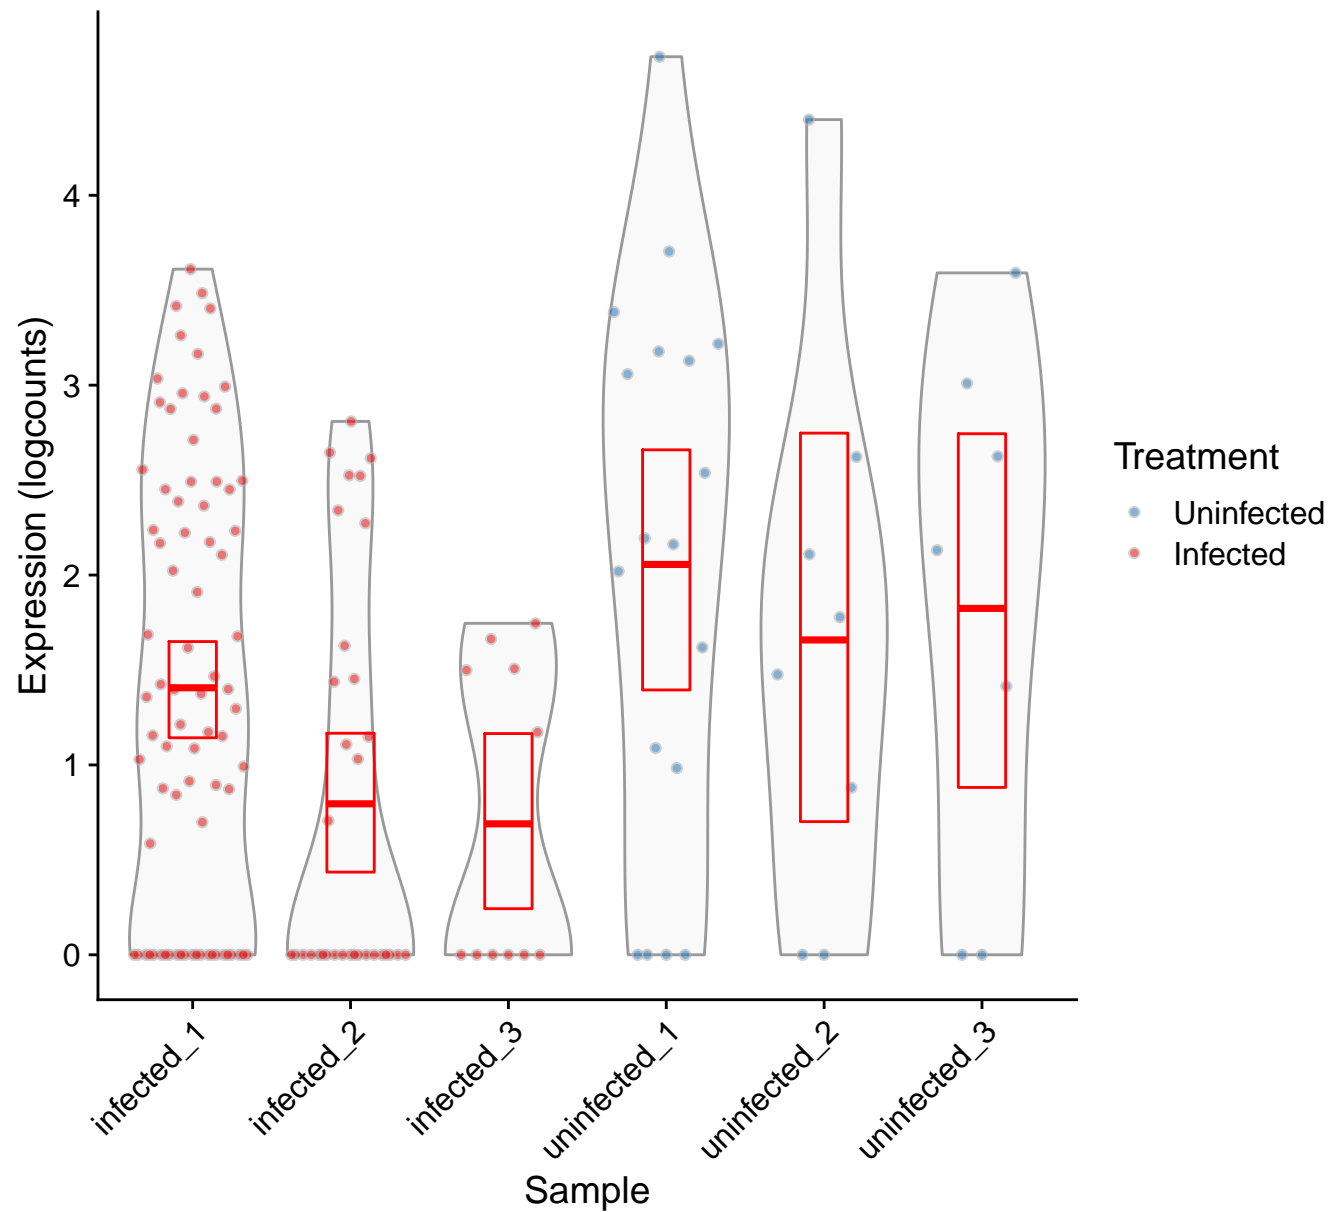 Expression (logcounts)
4
3
2
1
0
infected_1
infected_2
infected_3
uninfected_1
uninfected_2
uninfected_3
Sample
Treatment
Uninfected
Infected